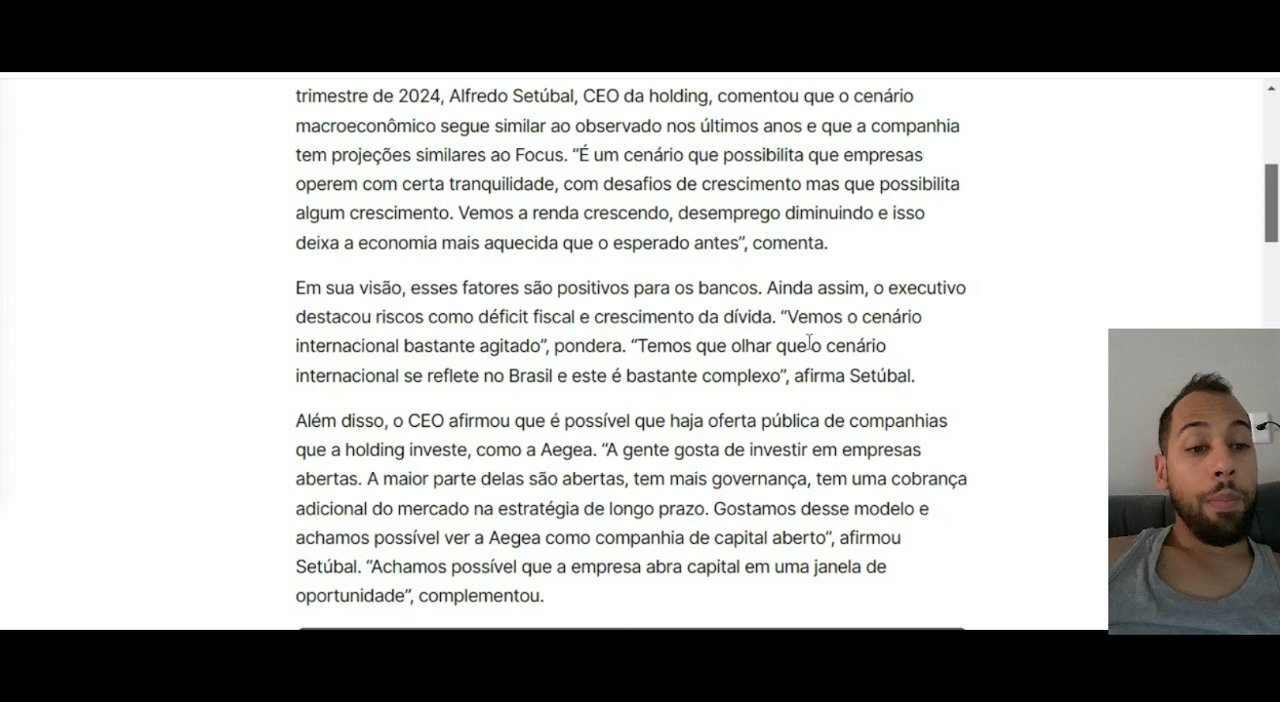 trimestre de 2024, Alfredo Setúbal, CEO da holding, comentou que o cenário
macroeconômico segue similar ao observado nos últimos anos e que a companhia
tem projeções similares ao Focus. “É um cenário que possibilita que empresas
operem com certa tranquilidade, com desafios de crescimento mas que possibilita
algum crescimento. Vemos a renda crescendo, desemprego diminuindo e isso
deixa a economia mais aquecida que o esperado antes”, comenta.
Em sua visão, esses fatores são positivos para os bancos. Ainda assim, o executivo
destacou riscos como déficit fiscal e crescimento da dívida. “Vemos o cenário
internacional bastante agitado”, pondera. “Temos que olhar que o cenário
internacional se reflete no Brasil e este é bastante complexo”, afirma Setúbal.
Além disso, o CEO afirmou que é possível que haja oferta pública de companhias
que a holding investe, como a Aegea. “A gente gosta de investir em empresas
abertas. A maior parte delas são abertas, tem mais governança, tem uma cobrança
adicional do mercado na estratégia de longo prazo. Gostamos desse modelo e
achamos possível ver a Aegea como companhia de capital aberto”, afirmou
Setúbal. “Achamos possível que a empresa abra capital em uma janela de
oportunidade”, complementou.